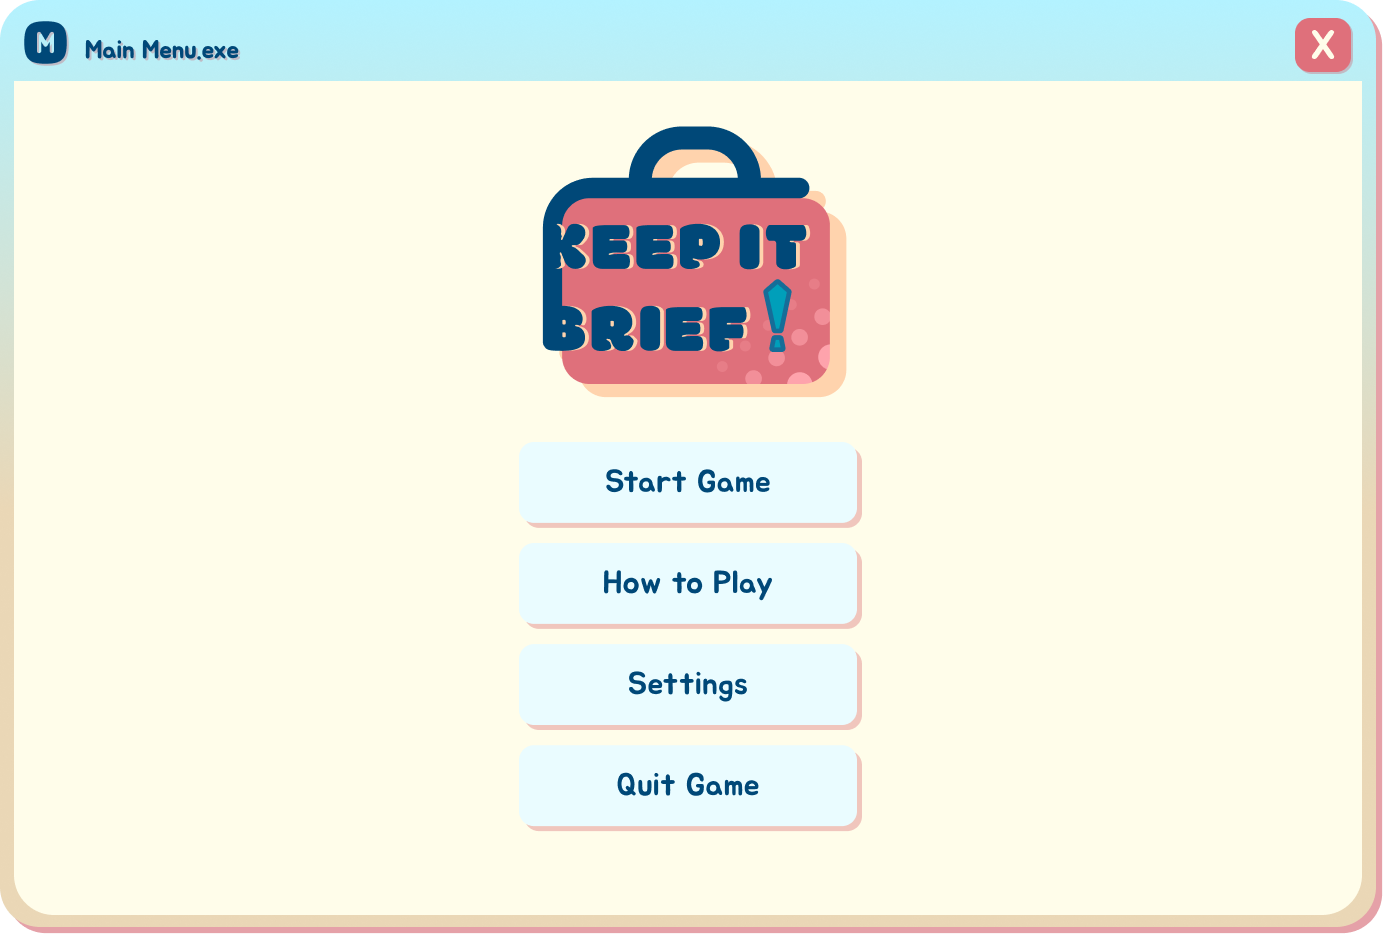 M
Main Menu.exe
X
KEEP IT
BRIEF!
Start Game
How to Play
Settings
Quit Game